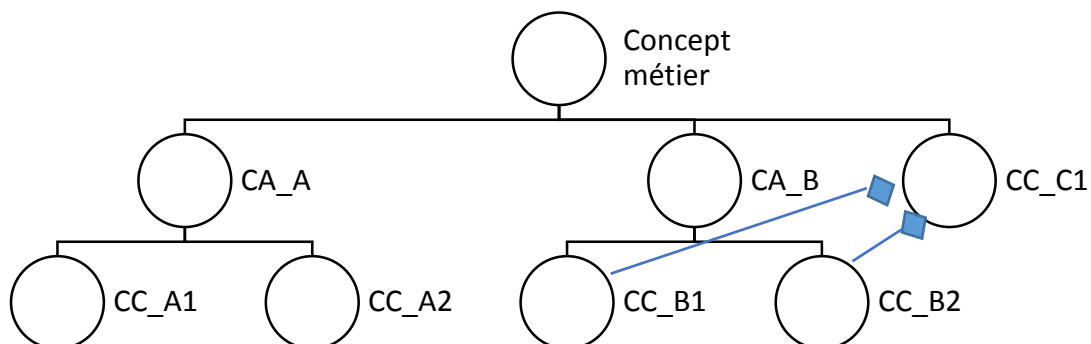 Concept
métier
CA_A
CA_B
CC_C1
CC_A1
CC_A2
CC_B1
CC_B2